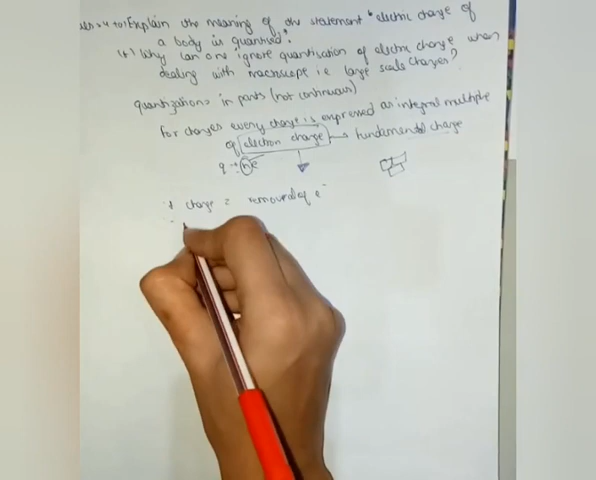 (a) Explain the meaning of the statement "electric charge of
a body is quantised".
(b) Why can one ignore quantisation of electric charge when
dealing with macroscopic i.e large scale charges?
quantization → in parts (not continuous)
for charges every charge is expressed as integral multiple
of electron charge → fundamental charge
q = ne
charge = removal of e⁻